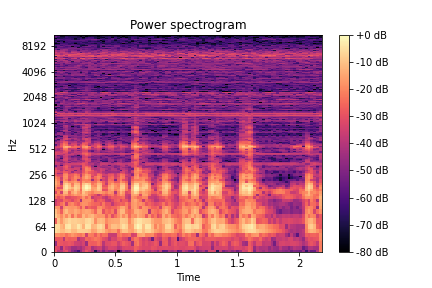 Power spectrogram
8192
4096
2048
1024
512
256
128
64
0
Hz
0
0.5
1
1.5
2
Time
+0 dB
-10 dB
-20 dB
-30 dB
-40 dB
-50 dB
-60 dB
-70 dB
-80 dB